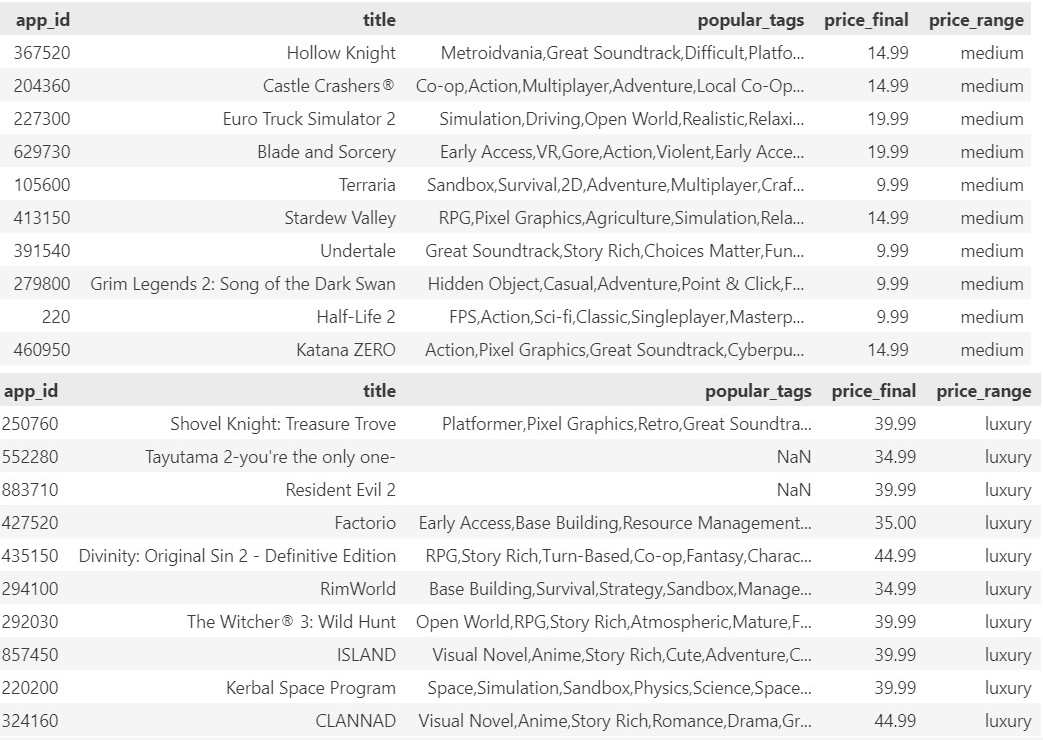 app_id title popular_tags price_final price_range
367520 Hollow Knight Metroidvania,Great Soundtrack,Difficult,Platfo... 14.99 medium
204360 Castle Crashers® Co-op,Action,Multiplayer,Adventure,Local Co-Op... 14.99 medium
227300 Euro Truck Simulator 2 Simulation,Driving,Open World,Realistic,Relaxi... 19.99 medium
629730 Blade and Sorcery Early Access,VR,Gore,Action,Violent,Early Acce... 19.99 medium
105600 Terraria Sandbox,Survival,2D,Adventure,Multiplayer,Craf... 9.99 medium
413150 Stardew Valley RPG,Pixel Graphics,Agriculture,Simulation,Rela... 14.99 medium
391540 Undertale Great Soundtrack,Story Rich,Choices Matter,Fun... 9.99 medium
279800 Grim Legends 2: Song of the Dark Swan Hidden Object,Casual,Adventure,Point & Click,F... 9.99 medium
220 Half-Life 2 FPS,Action,Sci-fi,Classic,Singleplayer,Masterp... 9.99 medium
460950 Katana ZERO Action,Pixel Graphics,Great Soundtrack,Cyberpu... 14.99 medium
app_id title popular_tags price_final price_range
250760 Shovel Knight: Treasure Trove Platformer,Pixel Graphics,Retro,Great Soundtra... 39.99 luxury
552280 Tayutama 2-you're the only one- NaN 34.99 luxury
883710 Resident Evil 2 NaN 39.99 luxury
427520 Factorio Early Access,Base Building,Resource Management... 35.00 luxury
435150 Divinity: Original Sin 2 - Definitive Edition RPG,Story Rich,Turn-Based,Co-op,Fantasy,Charac... 44.99 luxury
294100 RimWorld Base Building,Survival,Strategy,Sandbox,Manage... 34.99 luxury
292030 The Witcher® 3: Wild Hunt Open World,RPG,Story Rich,Atmospheric,Mature,F... 39.99 luxury
857450 ISLAND Visual Novel,Anime,Story Rich,Cute,Adventure,C... 39.99 luxury
220200 Kerbal Space Program Space,Simulation,Sandbox,Physics,Science,Space... 39.99 luxury
324160 CLANNAD Visual Novel,Anime,Story Rich,Romance,Drama,Gr... 44.99 luxury